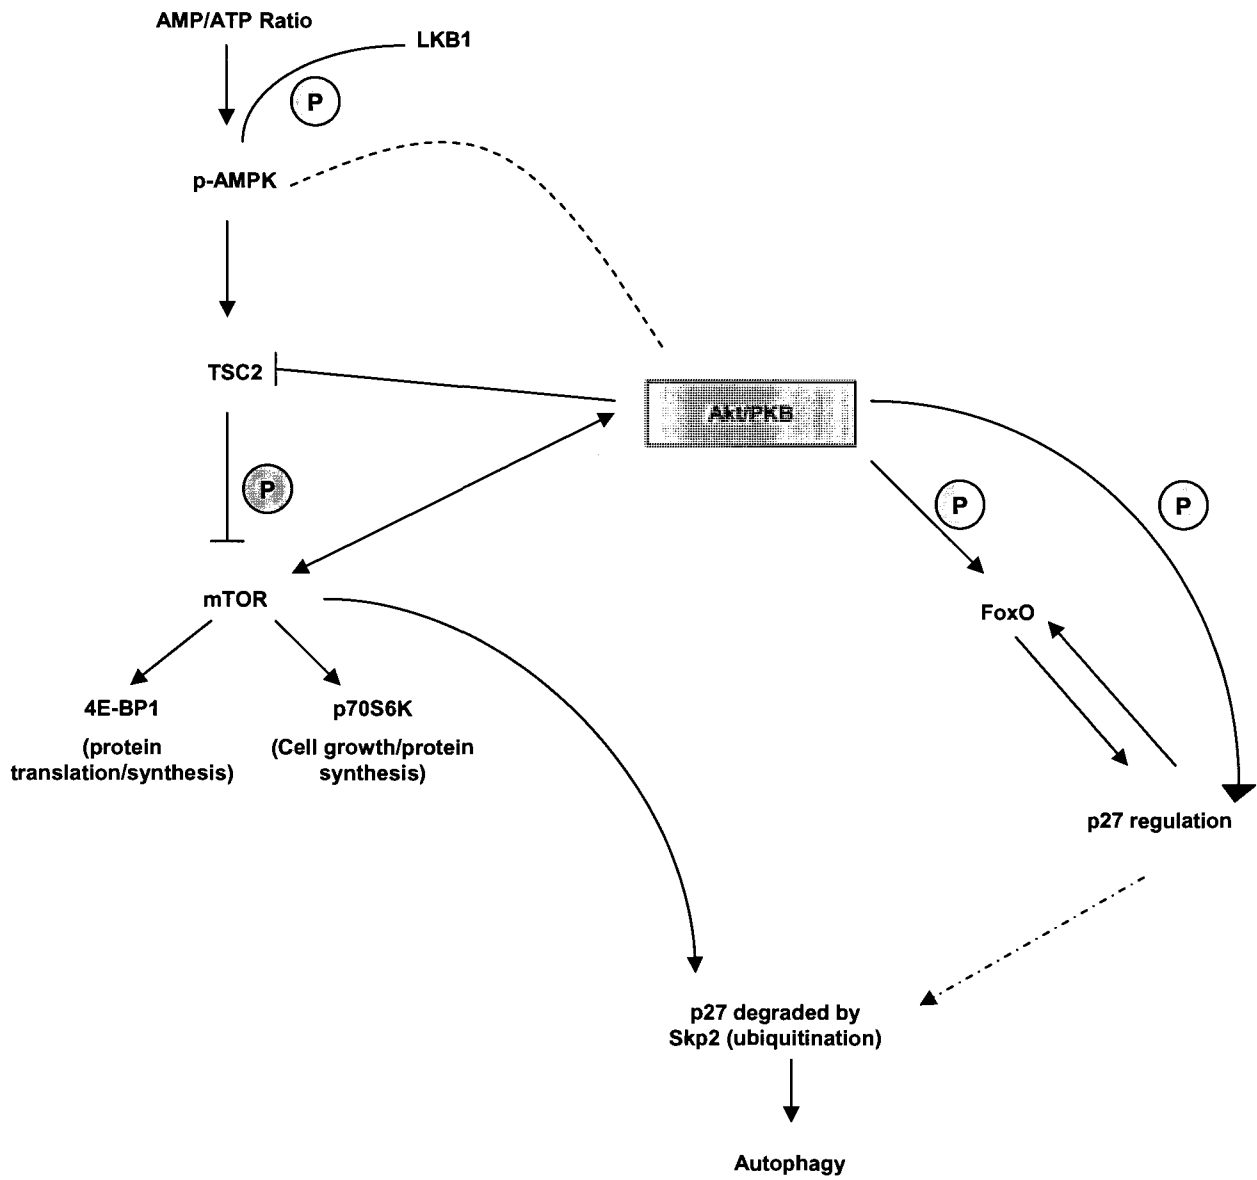 AMP/ATP Ratio
LKB1
P
p-AMPK
TSC2
Akt/PKB
P
P
P
mTOR
FoxO
4E-BP1
p70S6K
(protein
translation/synthesis)
(Cell growth/protein
synthesis)
p27 regulation
p27 degraded by
Skp2 (ubiquitination)
Autophagy